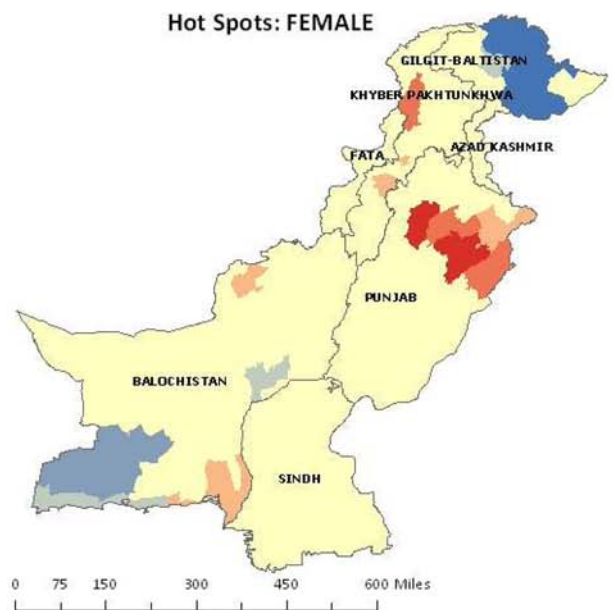 Hot Spots: FEMALE
GILGIT-BALTISTAN
KHYBER PAKHTUNKHWA
AZAD KASHMIR
FATA
PUNJAB
BALOCHISTAN
SINDH
0 75 150 300 450 600 Miles